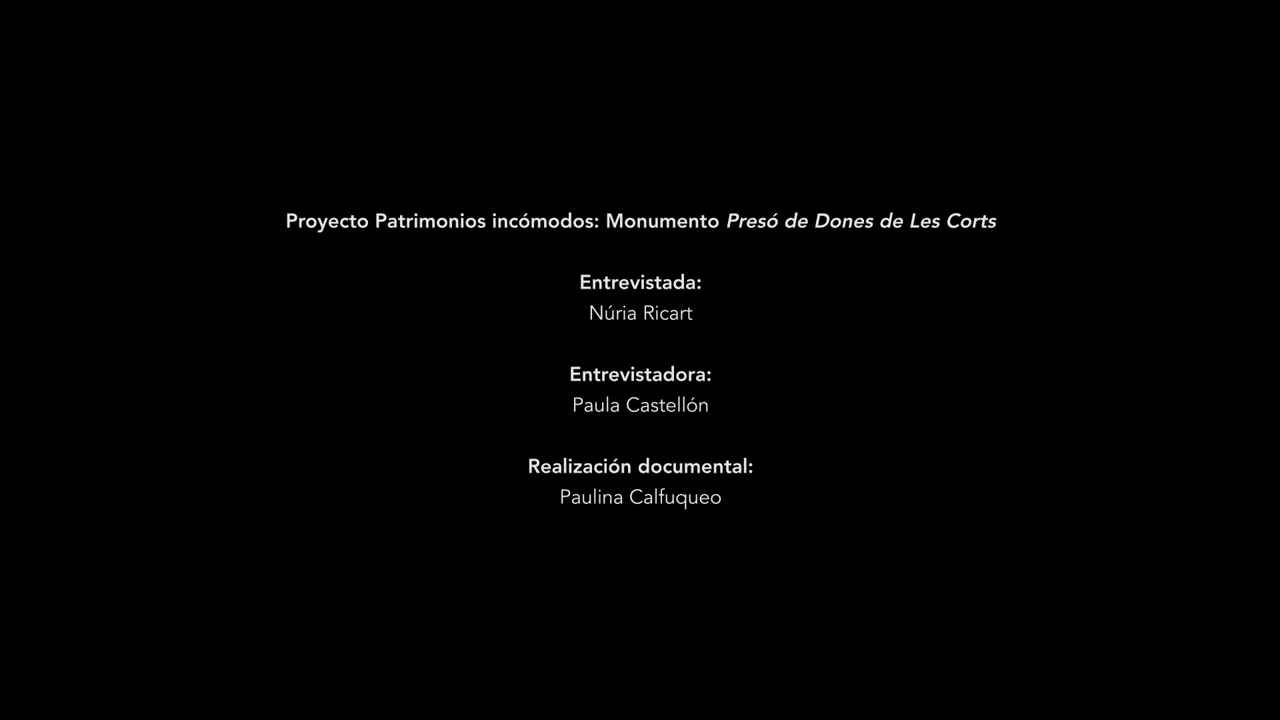 Proyecto Patrimonios incómodos: Monumento Presó de Dones de Les Corts
Entrevistada:
Núria Ricart
Entrevistadora:
Paula Castellón
Realización documental:
Paulina Calfuqueo